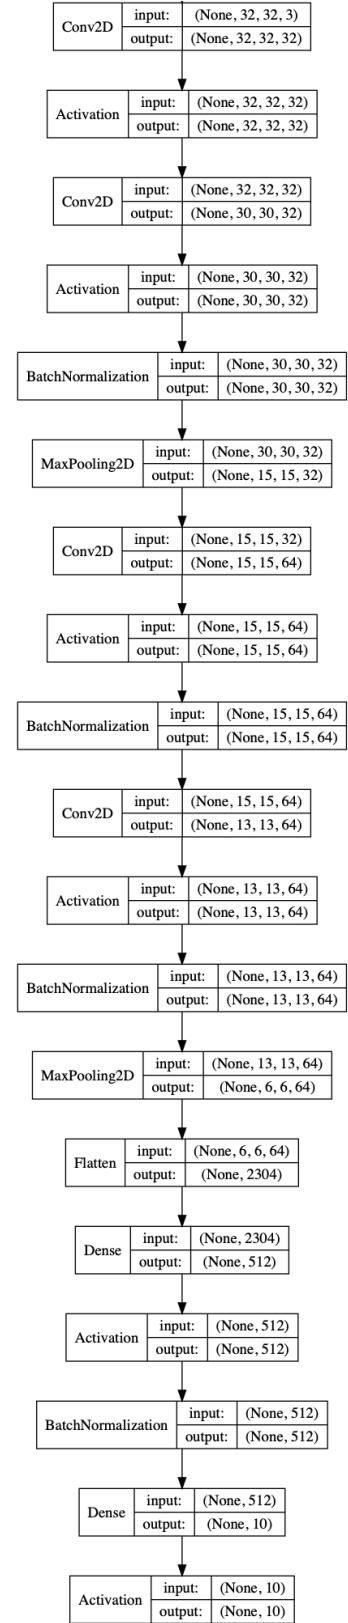 Conv2D input: (None, 32, 32, 3)
output: (None, 32, 32, 32)
Activation input: (None, 32, 32, 32)
output: (None, 32, 32, 32)
Conv2D input: (None, 32, 32, 32)
output: (None, 30, 30, 32)
Activation input: (None, 30, 30, 32)
output: (None, 30, 30, 32)
BatchNormalization input: (None, 30, 30, 32)
output: (None, 30, 30, 32)
MaxPooling2D input: (None, 30, 30, 32)
output: (None, 15, 15, 32)
Conv2D input: (None, 15, 15, 32)
output: (None, 15, 15, 64)
Activation input: (None, 15, 15, 64)
output: (None, 15, 15, 64)
BatchNormalization input: (None, 15, 15, 64)
output: (None, 15, 15, 64)
Conv2D input: (None, 15, 15, 64)
output: (None, 13, 13, 64)
Activation input: (None, 13, 13, 64)
output: (None, 13, 13, 64)
BatchNormalization input: (None, 13, 13, 64)
output: (None, 13, 13, 64)
MaxPooling2D input: (None, 13, 13, 64)
output: (None, 6, 6, 64)
Flatten input: (None, 6, 6, 64)
output: (None, 2304)
Dense input: (None, 2304)
output: (None, 512)
Activation input: (None, 512)
output: (None, 512)
BatchNormalization input: (None, 512)
output: (None, 512)
Dense input: (None, 512)
output: (None, 10)
Activation input: (None, 10)
output: (None, 10)